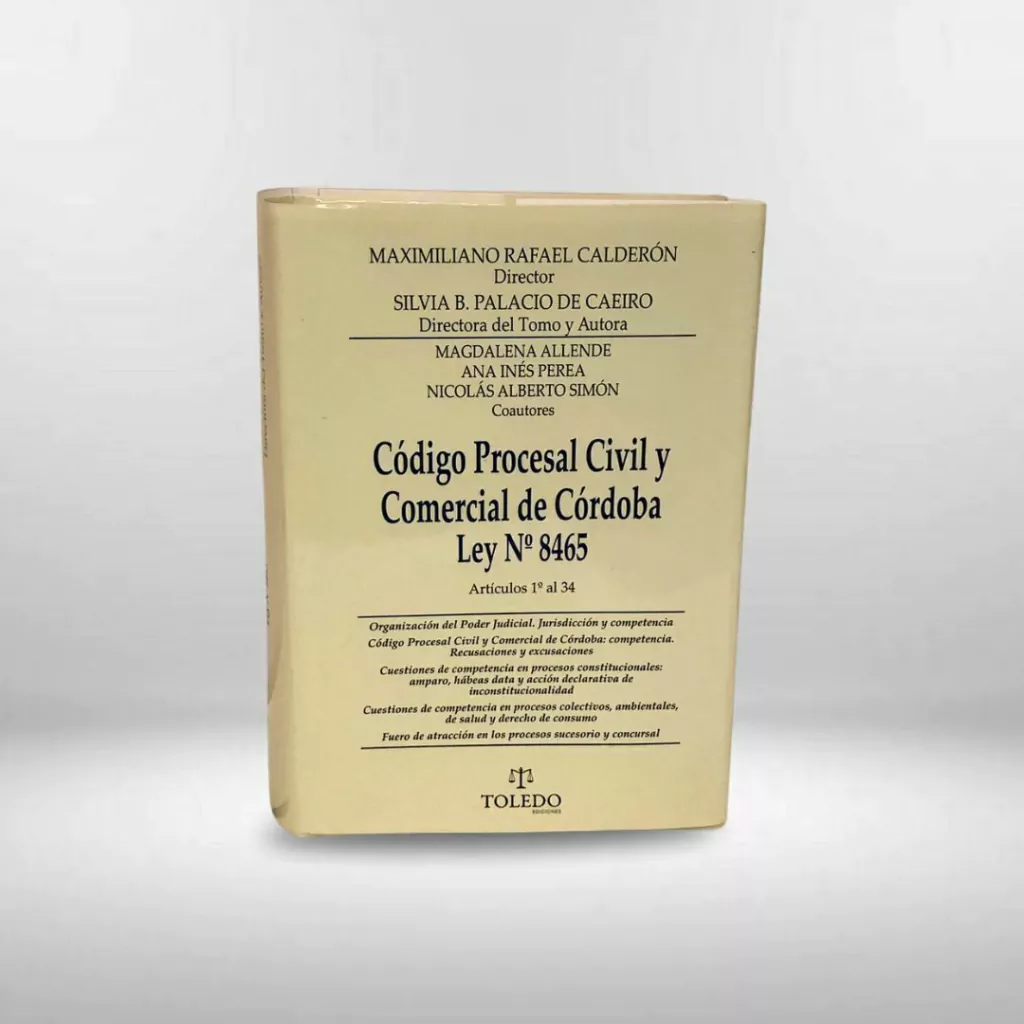 MAXIMILIANO RAFAEL CALDERÓN
Director
SILVIA B. PALACIO DE CAEIRO
Directora del Tomo y Autora
MAGDALENA ALLENDE
ANA INÉS PEREA
NICOLÁS ALBERTO SIMÓN
Coautores
Código Procesal Civil y
Comercial de Córdoba
Ley Nº 8465
Artículos 1º al 34
Organización del Poder Judicial. Jurisdicción y competencia
Código Procesal Civil y Comercial de Córdoba: competencia.
Recusaciones y excusaciones
Cuestiones de competencia en procesos constitucionales:
amparo, hábeas data y acción declarativa de
inconstitucionalidad
Cuestiones de competencia en procesos colectivos, ambientales,
de salud y derecho de consumo
Fuero de atracción en los procesos sucesorio y concursal
TOLEDO
EDICIONES